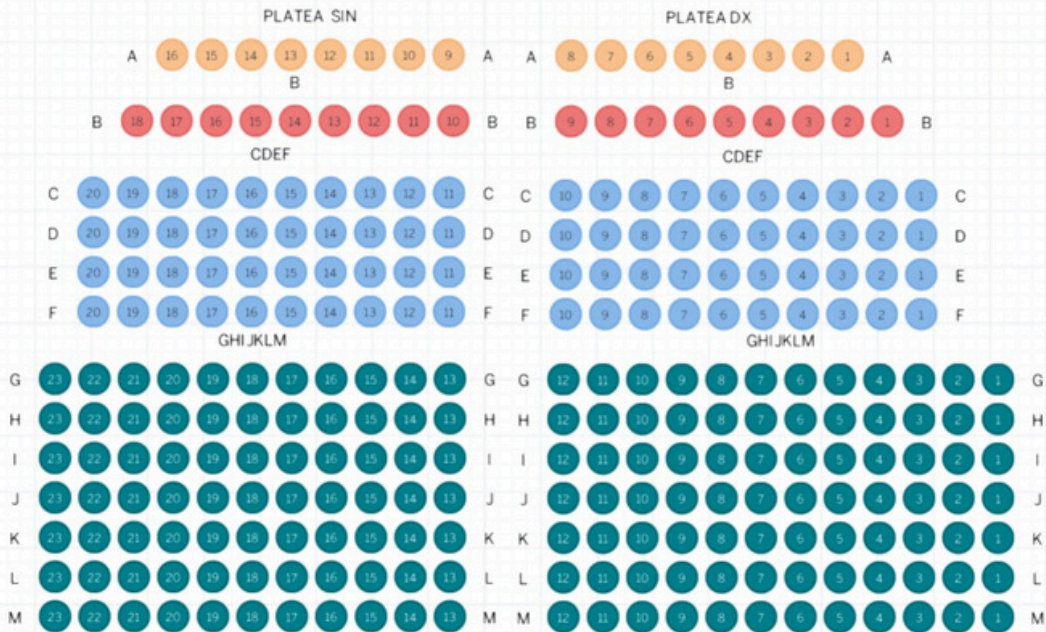 PLATEA SIN PLATEA DX
A 16 15 14 13 12 11 10 9 A A 8 7 6 5 4 3 2 1 A
B B
B 18 17 16 15 14 13 12 11 10 B B 9 8 7 6 5 4 3 2 1 B
CDEF CDEF
C 20 19 18 17 16 15 14 13 12 11 C C 10 9 8 7 6 5 4 3 2 1 C
D 20 19 18 17 16 15 14 13 12 11 D D 10 9 8 7 6 5 4 3 2 1 D
E 20 19 18 17 16 15 14 13 12 11 E E 10 9 8 7 6 5 4 3 2 1 E
F 20 19 18 17 16 15 14 13 12 11 F F 10 9 8 7 6 5 4 3 2 1 F
GHIJKLM GHIJKLM
G 23 22 21 20 19 18 17 16 15 14 13 G G 12 11 10 9 8 7 6 5 4 3 2 1 G
H 23 22 21 20 19 18 17 16 15 14 13 H H 12 11 10 9 8 7 6 5 4 3 2 1 H
I 23 22 21 20 19 18 17 16 15 14 13 I I 12 11 10 9 8 7 6 5 4 3 2 1 I
J 23 22 21 20 19 18 17 16 15 14 13 J J 12 11 10 9 8 7 6 5 4 3 2 1 J
K 23 22 21 20 19 18 17 16 15 14 13 K K 12 11 10 9 8 7 6 5 4 3 2 1 K
L 23 22 21 20 19 18 17 16 15 14 13 L L 12 11 10 9 8 7 6 5 4 3 2 1 L
M 23 22 21 20 19 18 17 16 15 14 13 M M 12 11 10 9 8 7 6 5 4 3 2 1 M